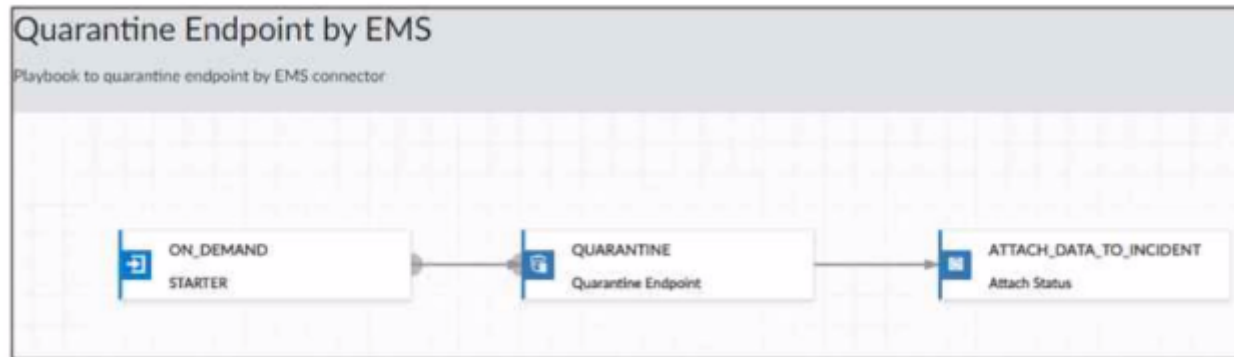 Quarantine Endpoint by EMS
Playbook to quarantine endpoint by EMS connector
ON_DEMAND
STARTER
QUARANTINE
Quarantine Endpoint
ATTACH_DATA_TO_INCIDENT
Attach Status